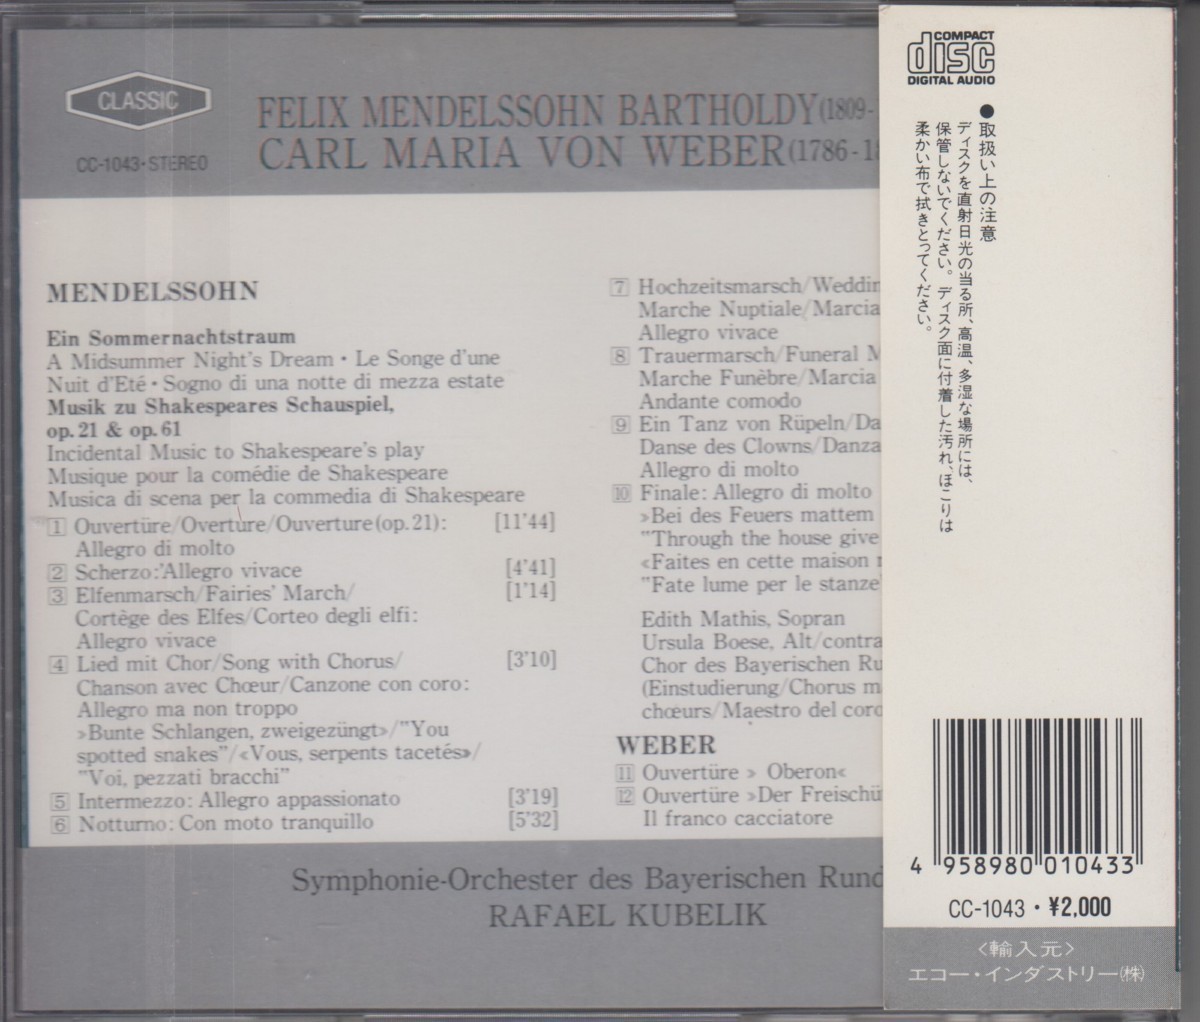 CLASSIC
CC-1043・STEREO
FELIX MENDELSSOHN BARTHOLDY(1809-
CARL MARIA VON WEBER(1786-18
MENDELSSOHN
Ein Sommernachtstraum
A Midsummer Night's Dream・Le Songe d'une
Nuit d'Eté・Sogno di una notte di mezza estate
Musik zu Shakespeares Schauspiel,
op.21 & op.61
Incidental Music to Shakespeare's play
Musique pour la comédie de Shakespeare
Musica di scena per la commedia di Shakespeare
1 Ouvertüre/Overture/Ouverture(op.21): [11'44]
Allegro di molto
2 Scherzo:'Allegro vivace [4'41]
3 Elfenmarsch/Fairies' March/ [1'14]
Cortège des Elfes/Corteo degli elfi:
Allegro vivace
4 Lied mit Chor/Song with Chorus/ [3'10]
Chanson avec Chœur/Canzone con coro:
Allegro ma non troppo
»Bunte Schlangen, zweigezüngt»/"You
spotted snakes"/«Vous, serpents tacetés»/
"Voi, pezzati bracchi"
5 Intermezzo: Allegro appassionato [3'19]
6 Notturno: Con moto tranquillo [5'32]
7 Hochzeitsmarsch/Weddin
Marche Nuptiale/Marcia
Allegro vivace
8 Trauermarsch/Funeral M
Marche Funèbre/Marcia
Andante comodo
9 Ein Tanz von Rüpeln/Da
Danse des Clowns/Danza
Allegro di molto
10 Finale: Allegro di molto
»Bei des Feuers mattem
"Through the house give
«Faites en cette maison r
"Fate lume per le stanze
Edith Mathis, Sopran
Ursula Boese, Alt/contra
Chor des Bayerischen Ru
(Einstudierung/Chorus m
chœurs/Maestro del coro
WEBER
11 Ouvertüre » Oberon«
12 Ouvertüre »Der Freischü
Il franco cacciatore
Symphonie-Orchester des Bayerischen Rund
RAFAEL KUBELIK
COMPACT
disc
DIGITAL AUDIO
●取扱い上の注意
ディスクを直射日光の当る所、高温、多湿な場所には、
保管しないでください。ディスク面に付着した汚れ、ほこりは
柔かい布で拭きとってください。
4 958980 010433
CC-1043・¥2,000
〈輸入元〉
エコー・インダストリー㈱